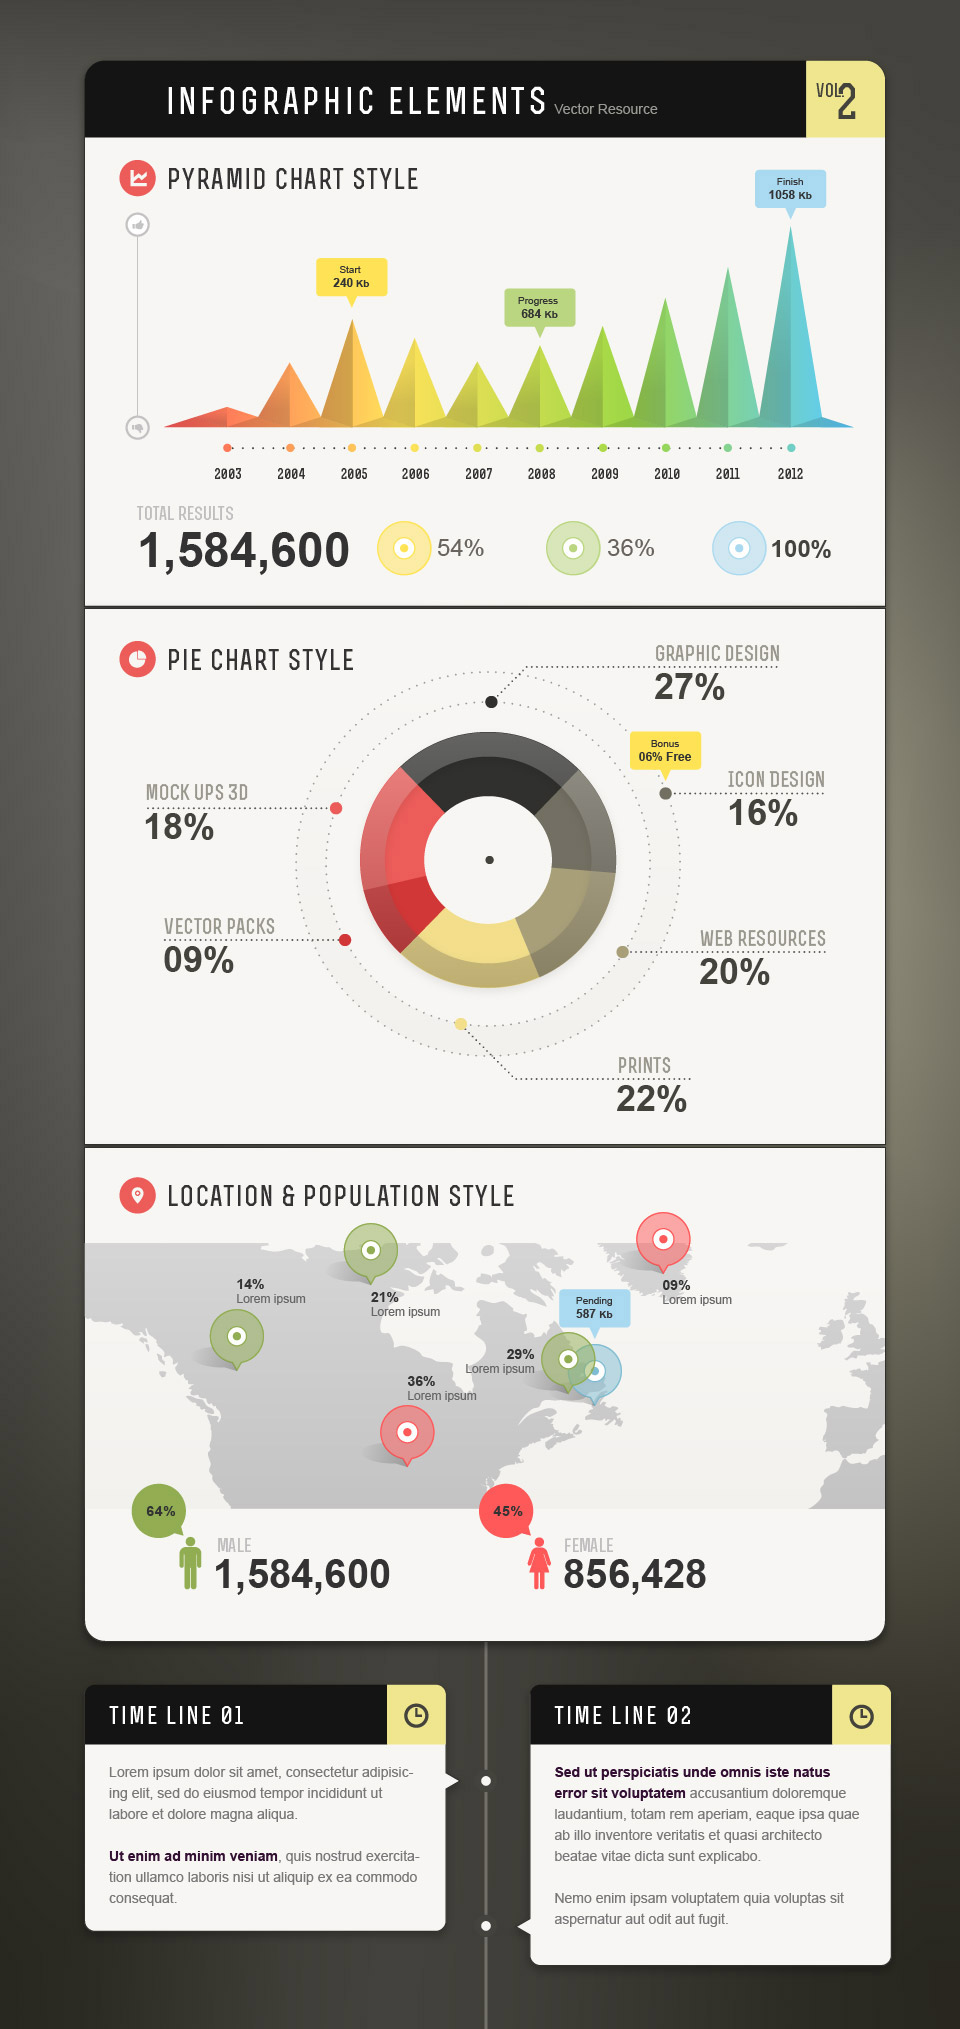 INFOGRAPHIC ELEMENTS Vector Resource
VOL. 2
PYRAMID CHART STYLE
Finish
1058 Kb
Start
240 Kb
Progress
684 Kb
2003 2004 2005 2006 2007 2008 2009 2010 2011 2012
TOTAL RESULTS
1,584,600
54%
36%
100%
PIE CHART STYLE
GRAPHIC DESIGN
27%
Bonus
06% Free
ICON DESIGN
16%
MOCK UPS 3D
18%
VECTOR PACKS
09%
WEB RESOURCES
20%
PRINTS
22%
LOCATION & POPULATION STYLE
14%
Lorem ipsum
21%
Lorem ipsum
09%
Lorem ipsum
Pending
587 Kb
29%
Lorem ipsum
36%
Lorem ipsum
64%
MALE
1,584,600
45%
FEMALE
856,428
TIME LINE 01
Lorem ipsum dolor sit amet, consectetur adipisic-
ing elit, sed do eiusmod tempor incididunt ut
labore et dolore magna aliqua.
Ut enim ad minim veniam, quis nostrud exercita-
tion ullamco laboris nisi ut aliquip ex ea commodo
consequat.
TIME LINE 02
Sed ut perspiciatis unde omnis iste natus
error sit voluptatem accusantium doloremque
laudantium, totam rem aperiam, eaque ipsa quae
ab illo inventore veritatis et quasi architecto
beatae vitae dicta sunt explicabo.
Nemo enim ipsam voluptatem quia voluptas sit
aspernatur aut odit aut fugit.